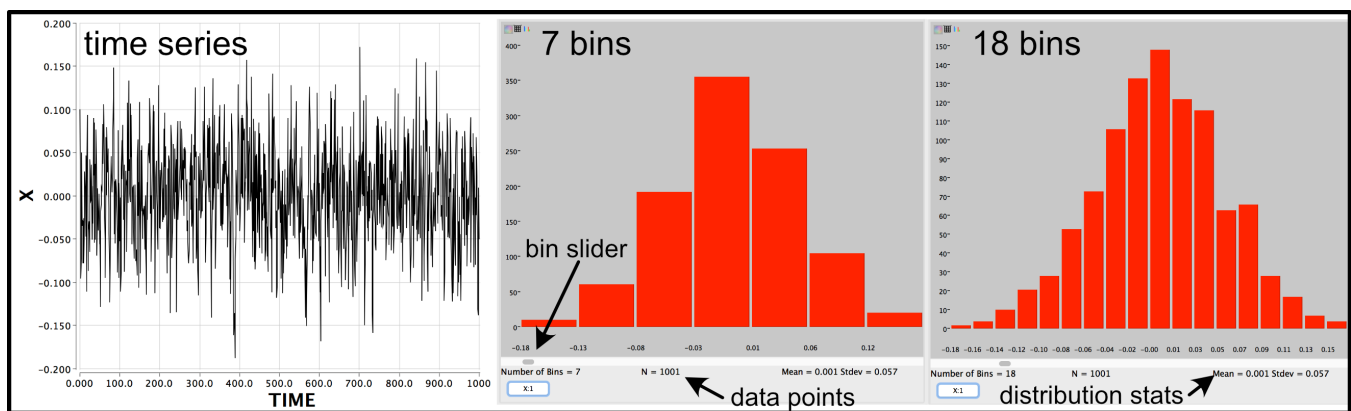 time series
0.200
0.150
0.100
0.050
0.000
−0.050
−0.100
−0.150
−0.200
X
0.000 100.0 200.0 300.0 400.0 500.0 600.0 700.0 800.0 900.0 1000
TIME
7 bins
400-
350-
300-
250-
200-
150-
100-
50-
0-
bin slider
−0.18 −0.13 −0.08 −0.03 0.01 0.06 0.12
Number of Bins = 7 N = 1001 Mean = 0.001 Stdev = 0.057
X:1
data points
18 bins
150-
140-
130-
120-
110-
100-
90-
80-
70-
60-
50-
40-
30-
20-
10-
0-
−0.18 −0.16 −0.14 −0.12 −0.10 −0.08 −0.06 −0.04 −0.02 −0.00 0.01 0.02 0.05 0.07 0.09 0.11 0.13 0.15
Number of Bins = 18 N = 1001 Mean = 0.001 Stdev = 0.057
X:1
distribution stats